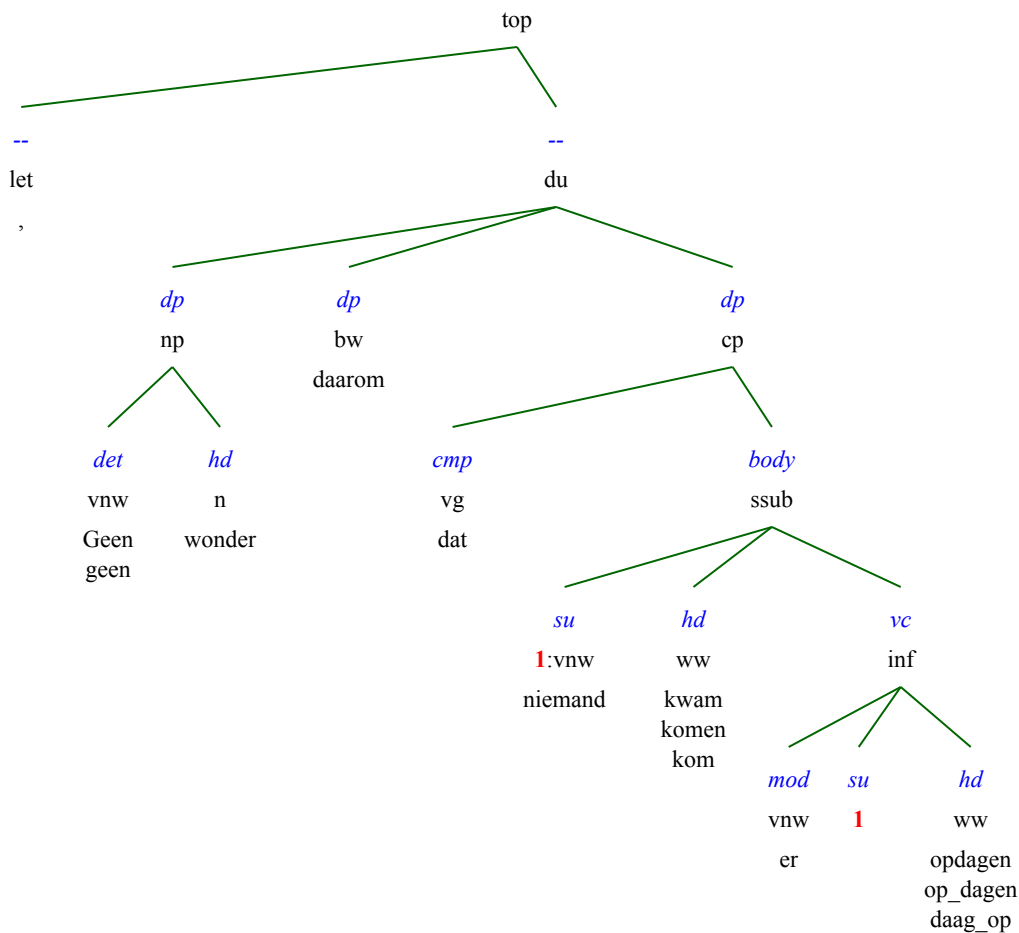 top
-- --
let du
,
dp dp dp
np bw cp
daarom
det hd cmp body
vnw n vg ssub
Geen wonder dat
geen
su hd vc
1:vnw ww inf
niemand kwam
komen
kom
mod su hd
vnw 1 ww
er opdagen
op_dagen
daag_op